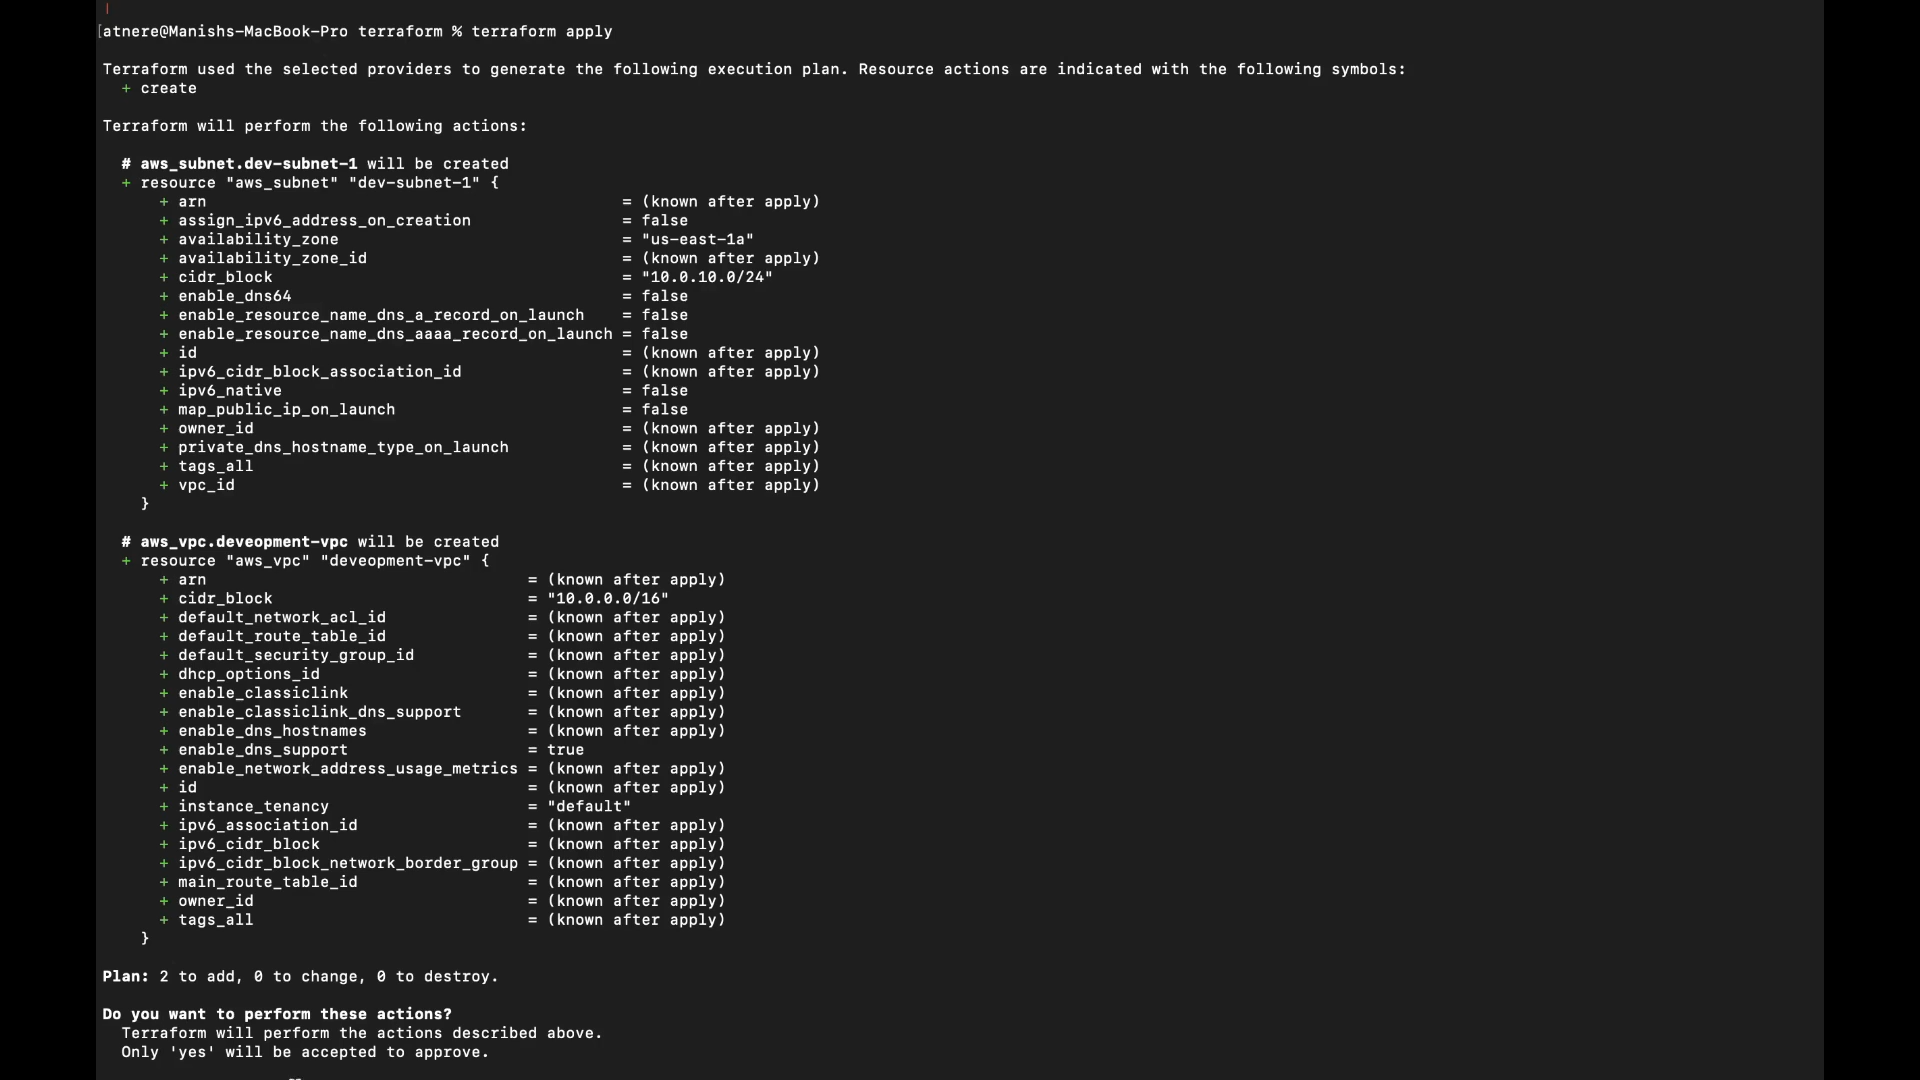 [atnere@Manishs-MacBook-Pro terraform % terraform apply
Terraform used the selected providers to generate the following execution plan. Resource actions are indicated with the following symbols:
+ create
Terraform will perform the following actions:
# aws_subnet.dev-subnet-1 will be created
+ resource "aws_subnet" "dev-subnet-1" {
+ arn = (known after apply)
+ assign_ipv6_address_on_creation = false
+ availability_zone = "us-east-1a"
+ availability_zone_id = (known after apply)
+ cidr_block = "10.0.10.0/24"
+ enable_dns64 = false
+ enable_resource_name_dns_a_record_on_launch = false
+ enable_resource_name_dns_aaaa_record_on_launch = false
+ id = (known after apply)
+ ipv6_cidr_block_association_id = (known after apply)
+ ipv6_native = false
+ map_public_ip_on_launch = false
+ owner_id = (known after apply)
+ private_dns_hostname_type_on_launch = (known after apply)
+ tags_all = (known after apply)
+ vpc_id = (known after apply)
}
# aws_vpc.deveopment-vpc will be created
+ resource "aws_vpc" "deveopment-vpc" {
+ arn = (known after apply)
+ cidr_block = "10.0.0.0/16"
+ default_network_acl_id = (known after apply)
+ default_route_table_id = (known after apply)
+ default_security_group_id = (known after apply)
+ dhcp_options_id = (known after apply)
+ enable_classiclink = (known after apply)
+ enable_classiclink_dns_support = (known after apply)
+ enable_dns_hostnames = (known after apply)
+ enable_dns_support = true
+ enable_network_address_usage_metrics = (known after apply)
+ id = (known after apply)
+ instance_tenancy = "default"
+ ipv6_association_id = (known after apply)
+ ipv6_cidr_block = (known after apply)
+ ipv6_cidr_block_network_border_group = (known after apply)
+ main_route_table_id = (known after apply)
+ owner_id = (known after apply)
+ tags_all = (known after apply)
}
Plan: 2 to add, 0 to change, 0 to destroy.
Do you want to perform these actions?
Terraform will perform the actions described above.
Only 'yes' will be accepted to approve.